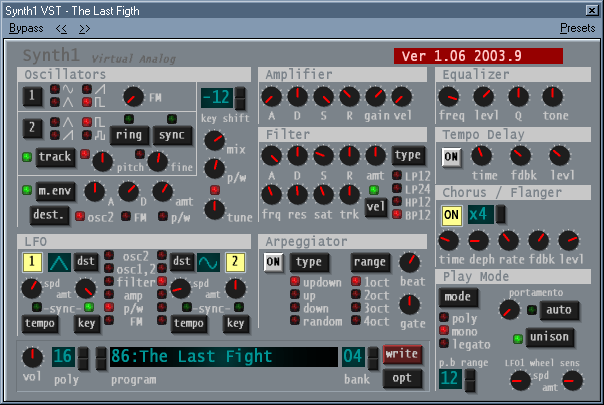 Synth1 VST - The Last Figth
Bypass << >> Presets
Synth1 Virtual Analog
Ver 1.06 2003.9
Oscillators
1
FM
2
ring sync
track
pitch fine
m.env
A D amt
dest.
osc2 FM p/w
-12
key shift
mix
p/w
tune
Amplifier
A D S R gain vel
Filter
A D S R amt
type
LP12
LP24
HP12
BP12
frq res sat trk
vel
Equalizer
freq levl Q tone
Tempo Delay
ON
time fdbk levl
Chorus / Flanger
ON x4
time deph rate fdbk levl
LFO
1 dst
osc2
osc1,2
filter
amp
p/w
FM
dst 2
spd
amt
-sync-
tempo key
spd
amt
-sync-
tempo key
Arpeggiator
ON type range
beat
updown
up
down
random
1oct
2oct
3oct
4oct
gate
Play Mode
mode
poly
mono
legato
portamento
auto
unison
p.b range
12
LFO1 wheel sens
spd
amt
vol
16
poly
86:The Last Fight
program
04
bank
write
opt